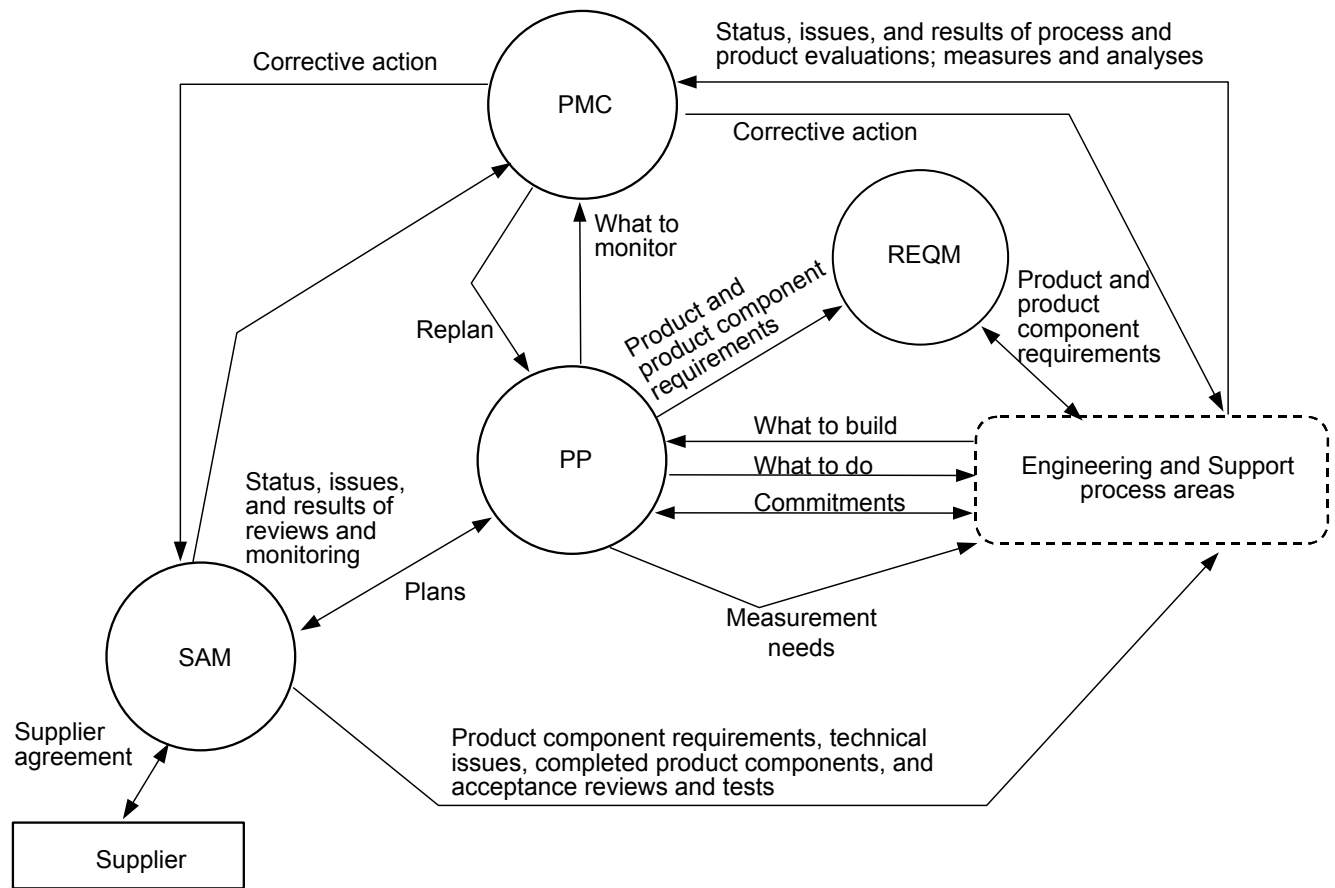 Status, issues, and results of process and
product evaluations; measures and analyses
Corrective action
PMC
Corrective action
What to
monitor
REQM
Product and
product component
requirements
Product and
product
component
requirements
Replan
What to build
PP
What to do
Engineering and Support
process areas
Commitments
Status, issues,
and results of
reviews and
monitoring
Plans
Measurement
needs
SAM
Supplier
agreement
Product component requirements, technical
issues, completed product components, and
acceptance reviews and tests
Supplier